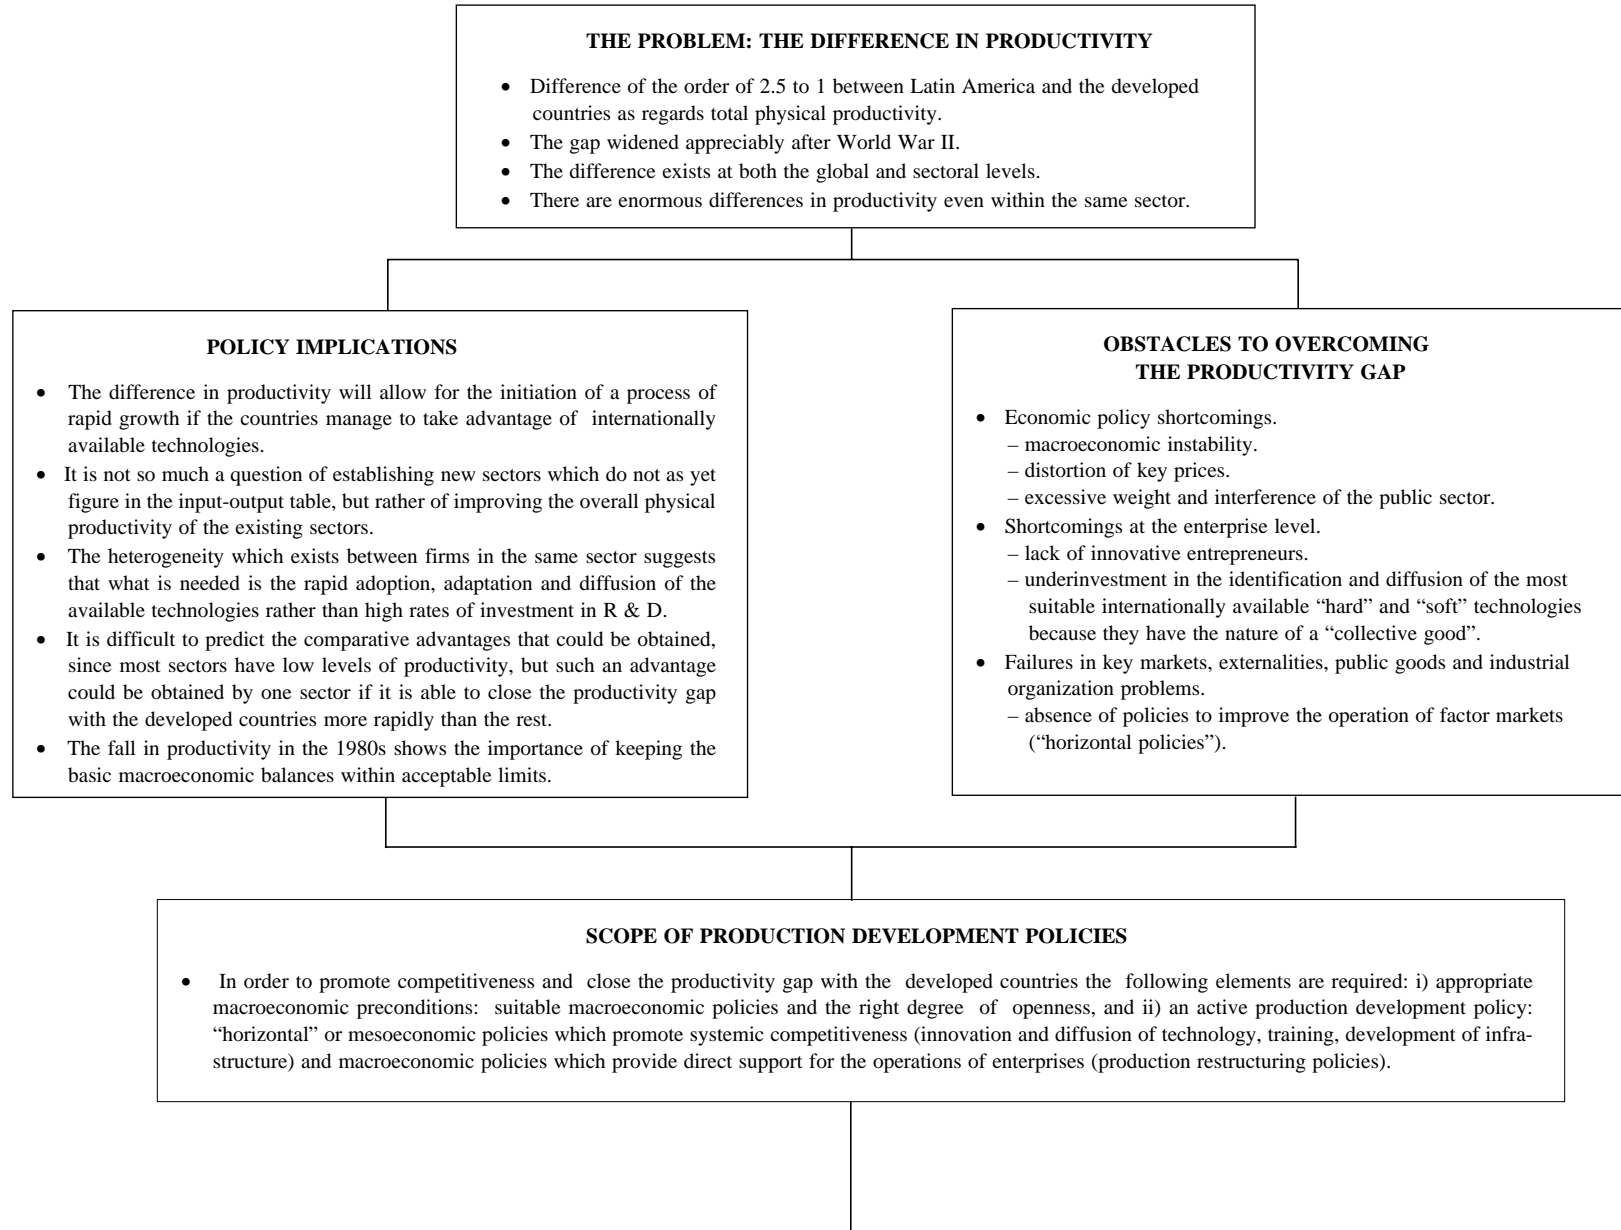 THE PROBLEM: THE DIFFERENCE IN PRODUCTIVITY
• Difference of the order of 2.5 to 1 between Latin America and the developed
countries as regards total physical productivity.
• The gap widened appreciably after World War II.
• The difference exists at both the global and sectoral levels.
• There are enormous differences in productivity even within the same sector.
POLICY IMPLICATIONS
• The difference in productivity will allow for the initiation of a process of
rapid growth if the countries manage to take advantage of internationally
available technologies.
• It is not so much a question of establishing new sectors which do not as yet
figure in the input-output table, but rather of improving the overall physical
productivity of the existing sectors.
• The heterogeneity which exists between firms in the same sector suggests
that what is needed is the rapid adoption, adaptation and diffusion of the
available technologies rather than high rates of investment in R & D.
• It is difficult to predict the comparative advantages that could be obtained,
since most sectors have low levels of productivity, but such an advantage
could be obtained by one sector if it is able to close the productivity gap
with the developed countries more rapidly than the rest.
• The fall in productivity in the 1980s shows the importance of keeping the
basic macroeconomic balances within acceptable limits.
OBSTACLES TO OVERCOMING
THE PRODUCTIVITY GAP
• Economic policy shortcomings.
– macroeconomic instability.
– distortion of key prices.
– excessive weight and interference of the public sector.
• Shortcomings at the enterprise level.
– lack of innovative entrepreneurs.
– underinvestment in the identification and diffusion of the most
suitable internationally available “hard” and “soft” technologies
because they have the nature of a “collective good”.
• Failures in key markets, externalities, public goods and industrial
organization problems.
– absence of policies to improve the operation of factor markets
(“horizontal policies”).
SCOPE OF PRODUCTION DEVELOPMENT POLICIES
• In order to promote competitiveness and close the productivity gap with the developed countries the following elements are required: i) appropriate
macroeconomic preconditions: suitable macroeconomic policies and the right degree of openness, and ii) an active production development policy:
“horizontal” or mesoeconomic policies which promote systemic competitiveness (innovation and diffusion of technology, training, development of infra-
structure) and macroeconomic policies which provide direct support for the operations of enterprises (production restructuring policies).